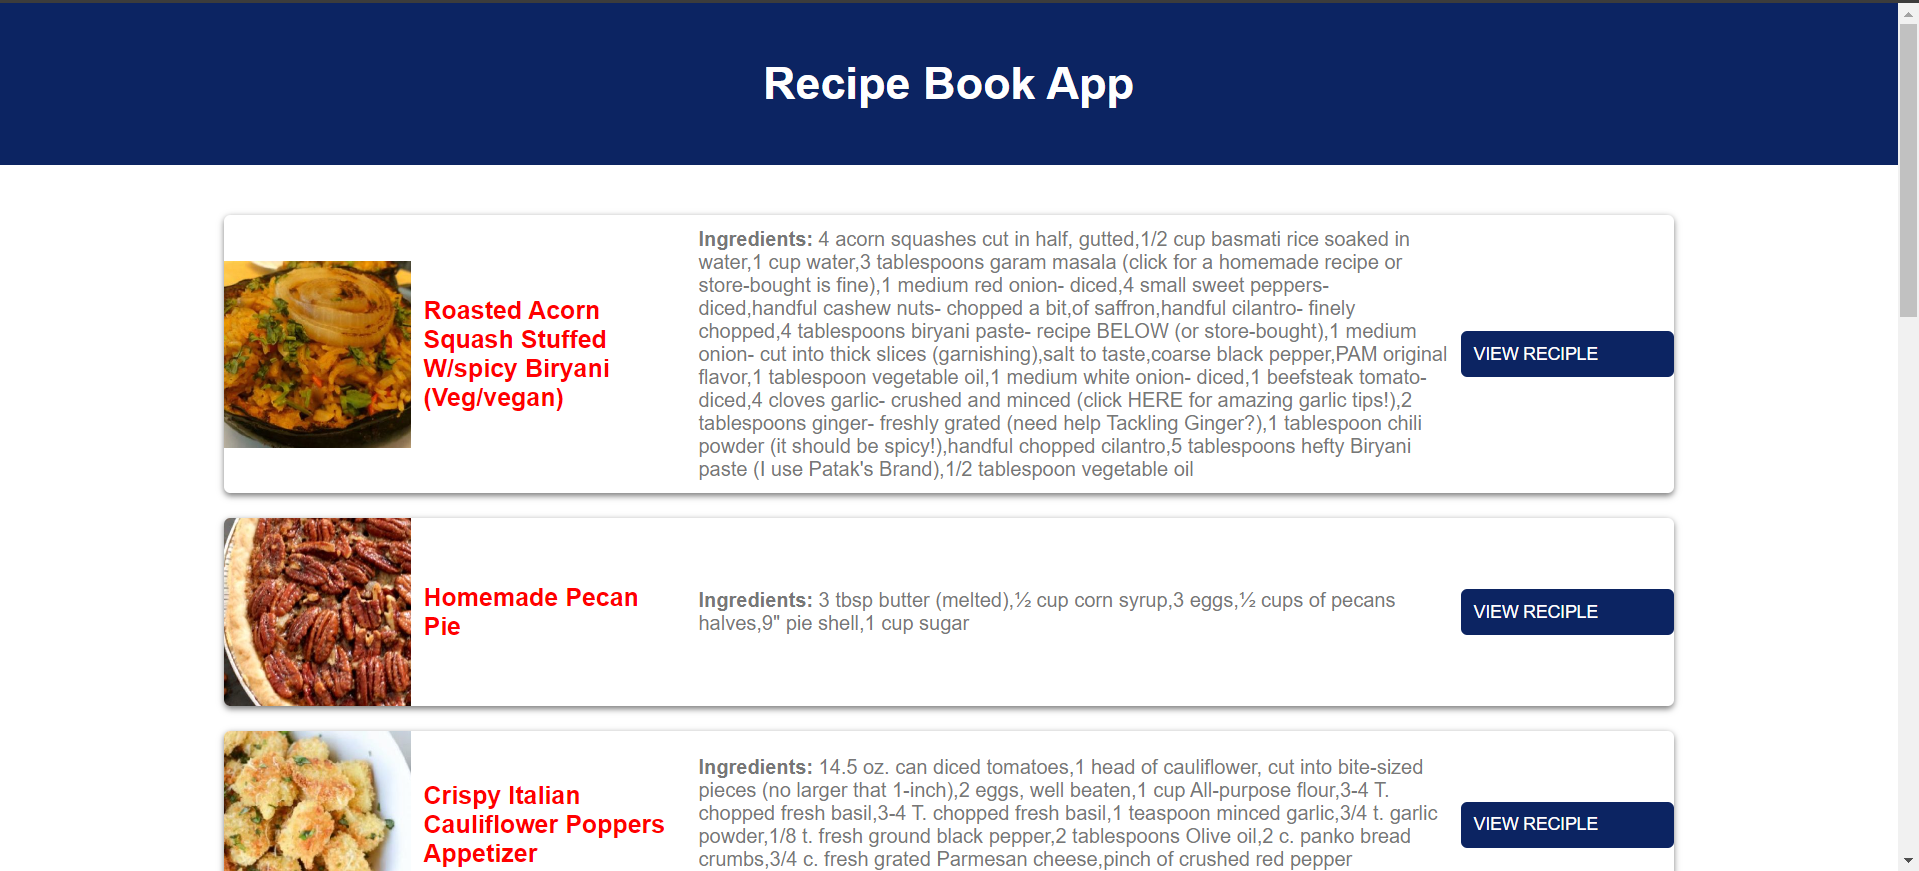 Recipe Book App
Roasted Acorn
Squash Stuffed
W/spicy Biryani
(Veg/vegan)
Ingredients: 4 acorn squashes cut in half, gutted,1/2 cup basmati rice soaked in
water,1 cup water,3 tablespoons garam masala (click for a homemade recipe or
store-bought is fine),1 medium red onion- diced,4 small sweet peppers-
diced,handful cashew nuts- chopped a bit,of saffron,handful cilantro- finely
chopped,4 tablespoons biryani paste- recipe BELOW (or store-bought),1 medium
onion- cut into thick slices (garnishing),salt to taste,coarse black pepper,PAM original
flavor,1 tablespoon vegetable oil,1 medium white onion- diced,1 beefsteak tomato-
diced,4 cloves garlic- crushed and minced (click HERE for amazing garlic tips!),2
tablespoons ginger- freshly grated (need help Tackling Ginger?),1 tablespoon chili
powder (it should be spicy!),handful chopped cilantro,5 tablespoons hefty Biryani
paste (I use Patak's Brand),1/2 tablespoon vegetable oil
VIEW RECIPLE
Homemade Pecan
Pie
Ingredients: 3 tbsp butter (melted),½ cup corn syrup,3 eggs,½ cups of pecans
halves,9" pie shell,1 cup sugar
VIEW RECIPLE
Crispy Italian
Cauliflower Poppers
Appetizer
Ingredients: 14.5 oz. can diced tomatoes,1 head of cauliflower, cut into bite-sized
pieces (no larger that 1-inch),2 eggs, well beaten,1 cup All-purpose flour,3-4 T.
chopped fresh basil,3-4 T. chopped fresh basil,1 teaspoon minced garlic,3/4 t. garlic
powder,1/8 t. fresh ground black pepper,2 tablespoons Olive oil,2 c. panko bread
crumbs,3/4 c. fresh grated Parmesan cheese,pinch of crushed red pepper
VIEW RECIPLE